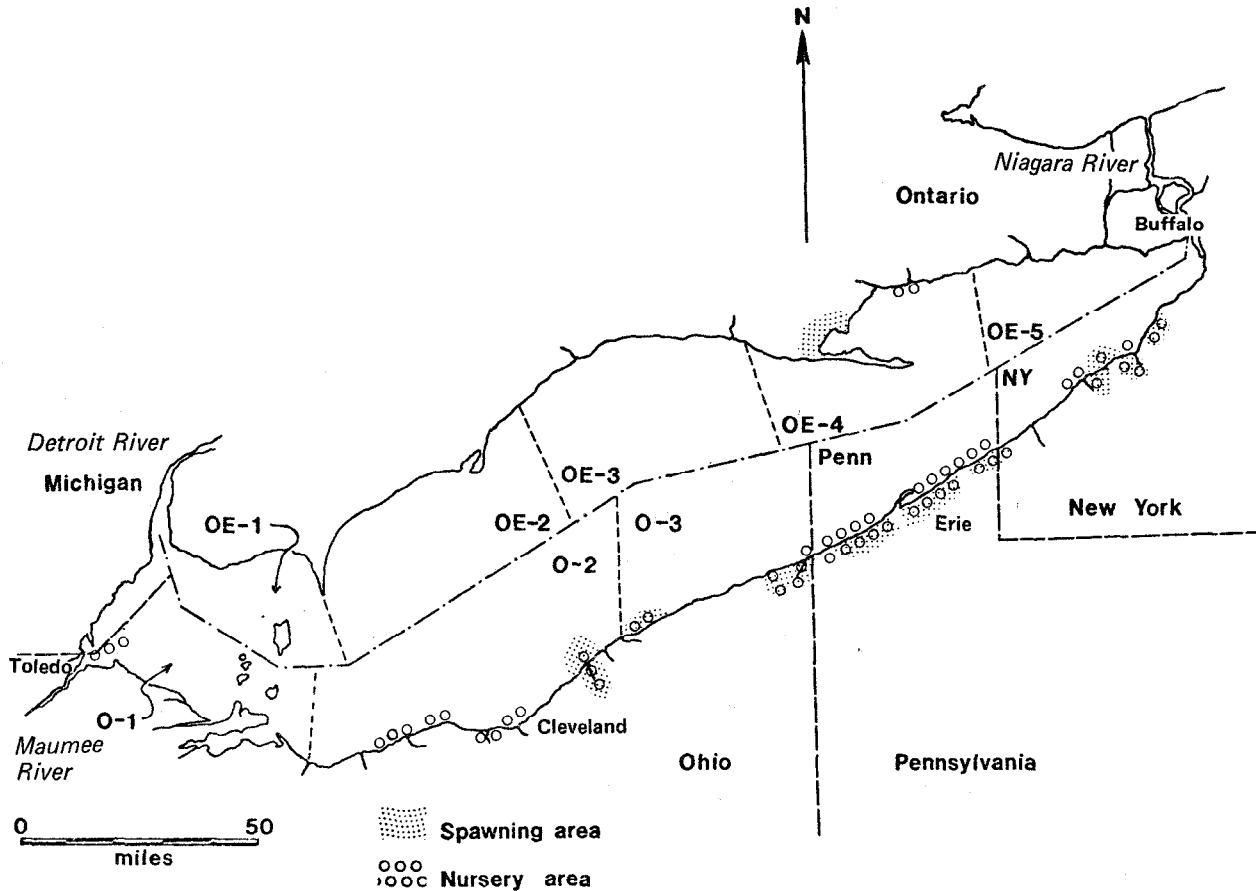 N
Niagara River
Ontario
Buffalo
OE-5
NY
OE-4
Penn
Detroit River
Michigan
OE-3
OE-1
OE-2
O-3
O-2
New York
Erie
Toledo
O-1
Cleveland
Maumee
River
Ohio
Pennsylvania
0 50
miles
Spawning area
Nursery area